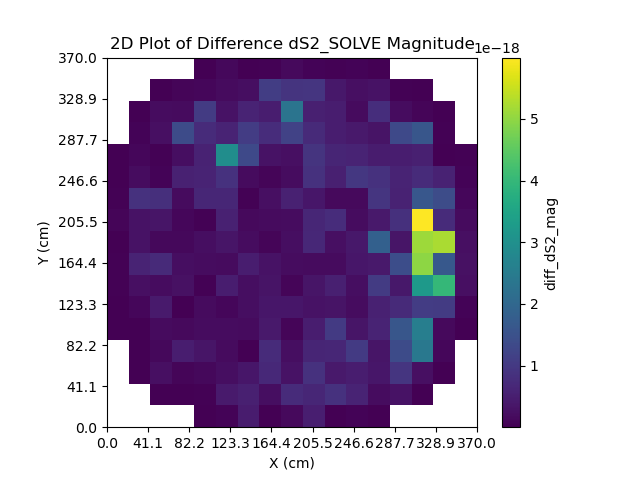 2D Plot of Difference dS2_SOLVE Magnitude
1e−18
370.0
328.9
287.7
246.6
205.5
164.4
123.3
82.2
41.1
0.0
Y (cm)
0.0 41.1 82.2 123.3 164.4 205.5 246.6 287.7 328.9 370.0
X (cm)
5
4
3
2
1
diff_dS2_mag